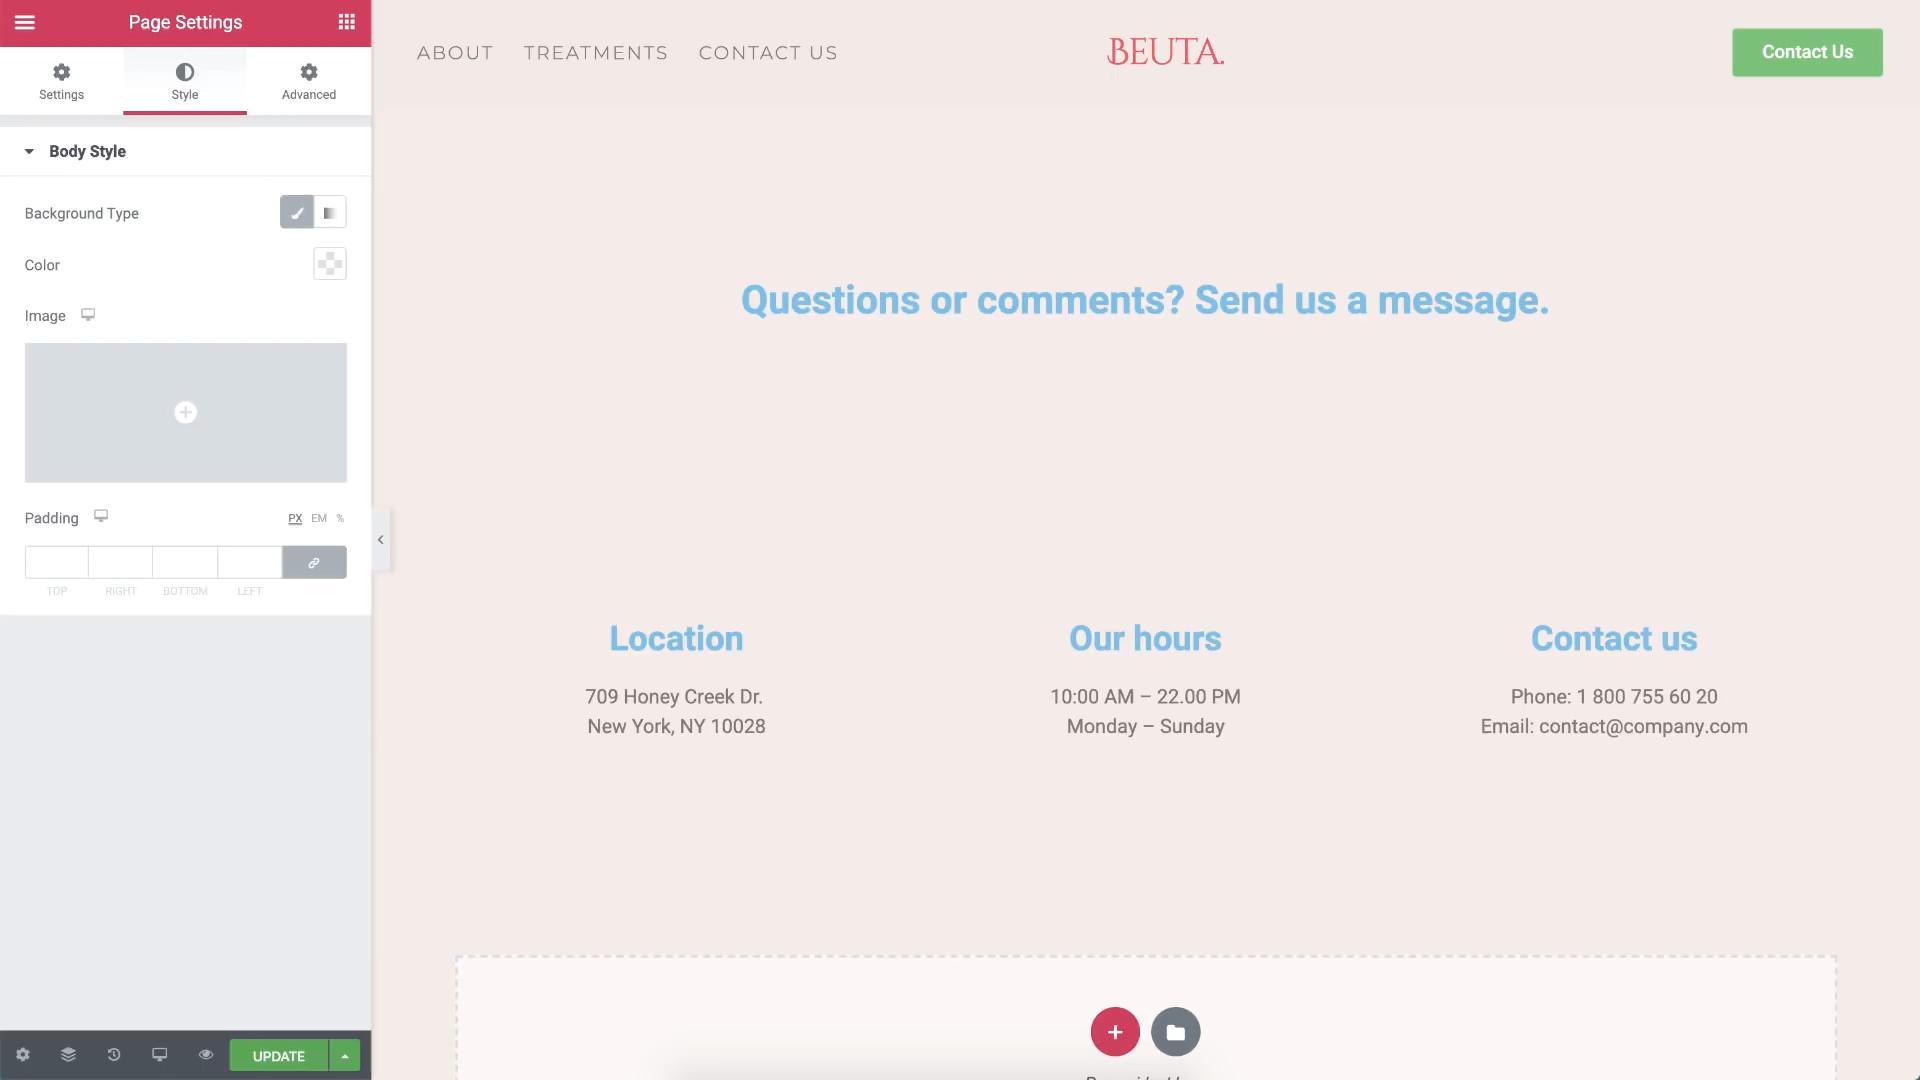 Page Settings
Settings
Style
Advanced
Body Style
Background Type
Color
Image
Padding
PX EM %
TOP RIGHT BOTTOM LEFT
UPDATE
ABOUT TREATMENTS CONTACT US
BEUTA.
Contact Us
Questions or comments? Send us a message.
Location
709 Honey Creek Dr.
New York, NY 10028
Our hours
10:00 AM – 22.00 PM
Monday – Sunday
Contact us
Phone: 1 800 755 60 20
Email: contact@company.com